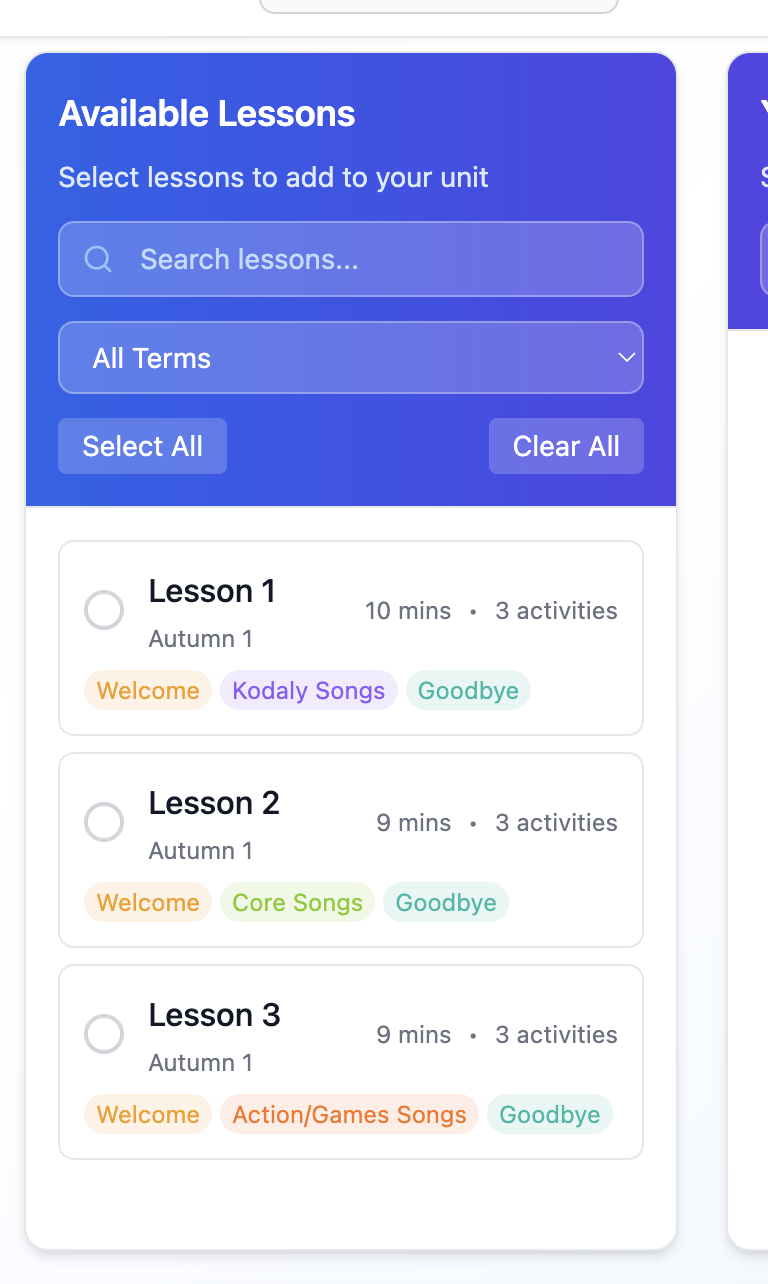 Available Lessons
Select lessons to add to your unit
Search lessons...
All Terms
Select All
Clear All
Lesson 1
10 mins • 3 activities
Autumn 1
Welcome Kodaly Songs Goodbye
Lesson 2
9 mins • 3 activities
Autumn 1
Welcome Core Songs Goodbye
Lesson 3
9 mins • 3 activities
Autumn 1
Welcome Action/Games Songs Goodbye